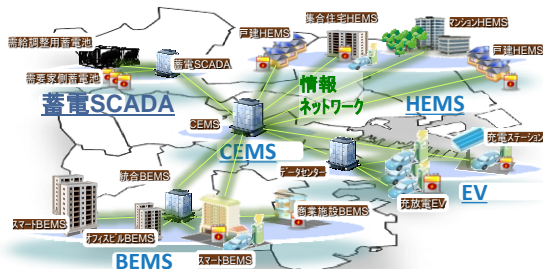 集合住宅HEMS
マンションHEMS
戸建HEMS
戸建HEMS
需給調整用蓄電池
蓄電SCADA
需要家側蓄電池
蓄電SCADA
情報
ネットワーク
HEMS
CEMS
CEMS
充電ステーション
データセンター
統合BEMS
充放電EV
EV
スマートBEMS
オフィスビルBEMS
商業施設BEMS
スマートBEMS
BEMS